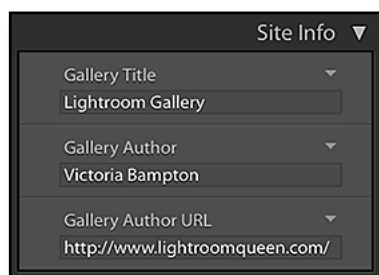 Site Info
Gallery Title
Lightroom Gallery
Gallery Author
Victoria Bampton
Gallery Author URL
http://www.lightroomqueen.com/